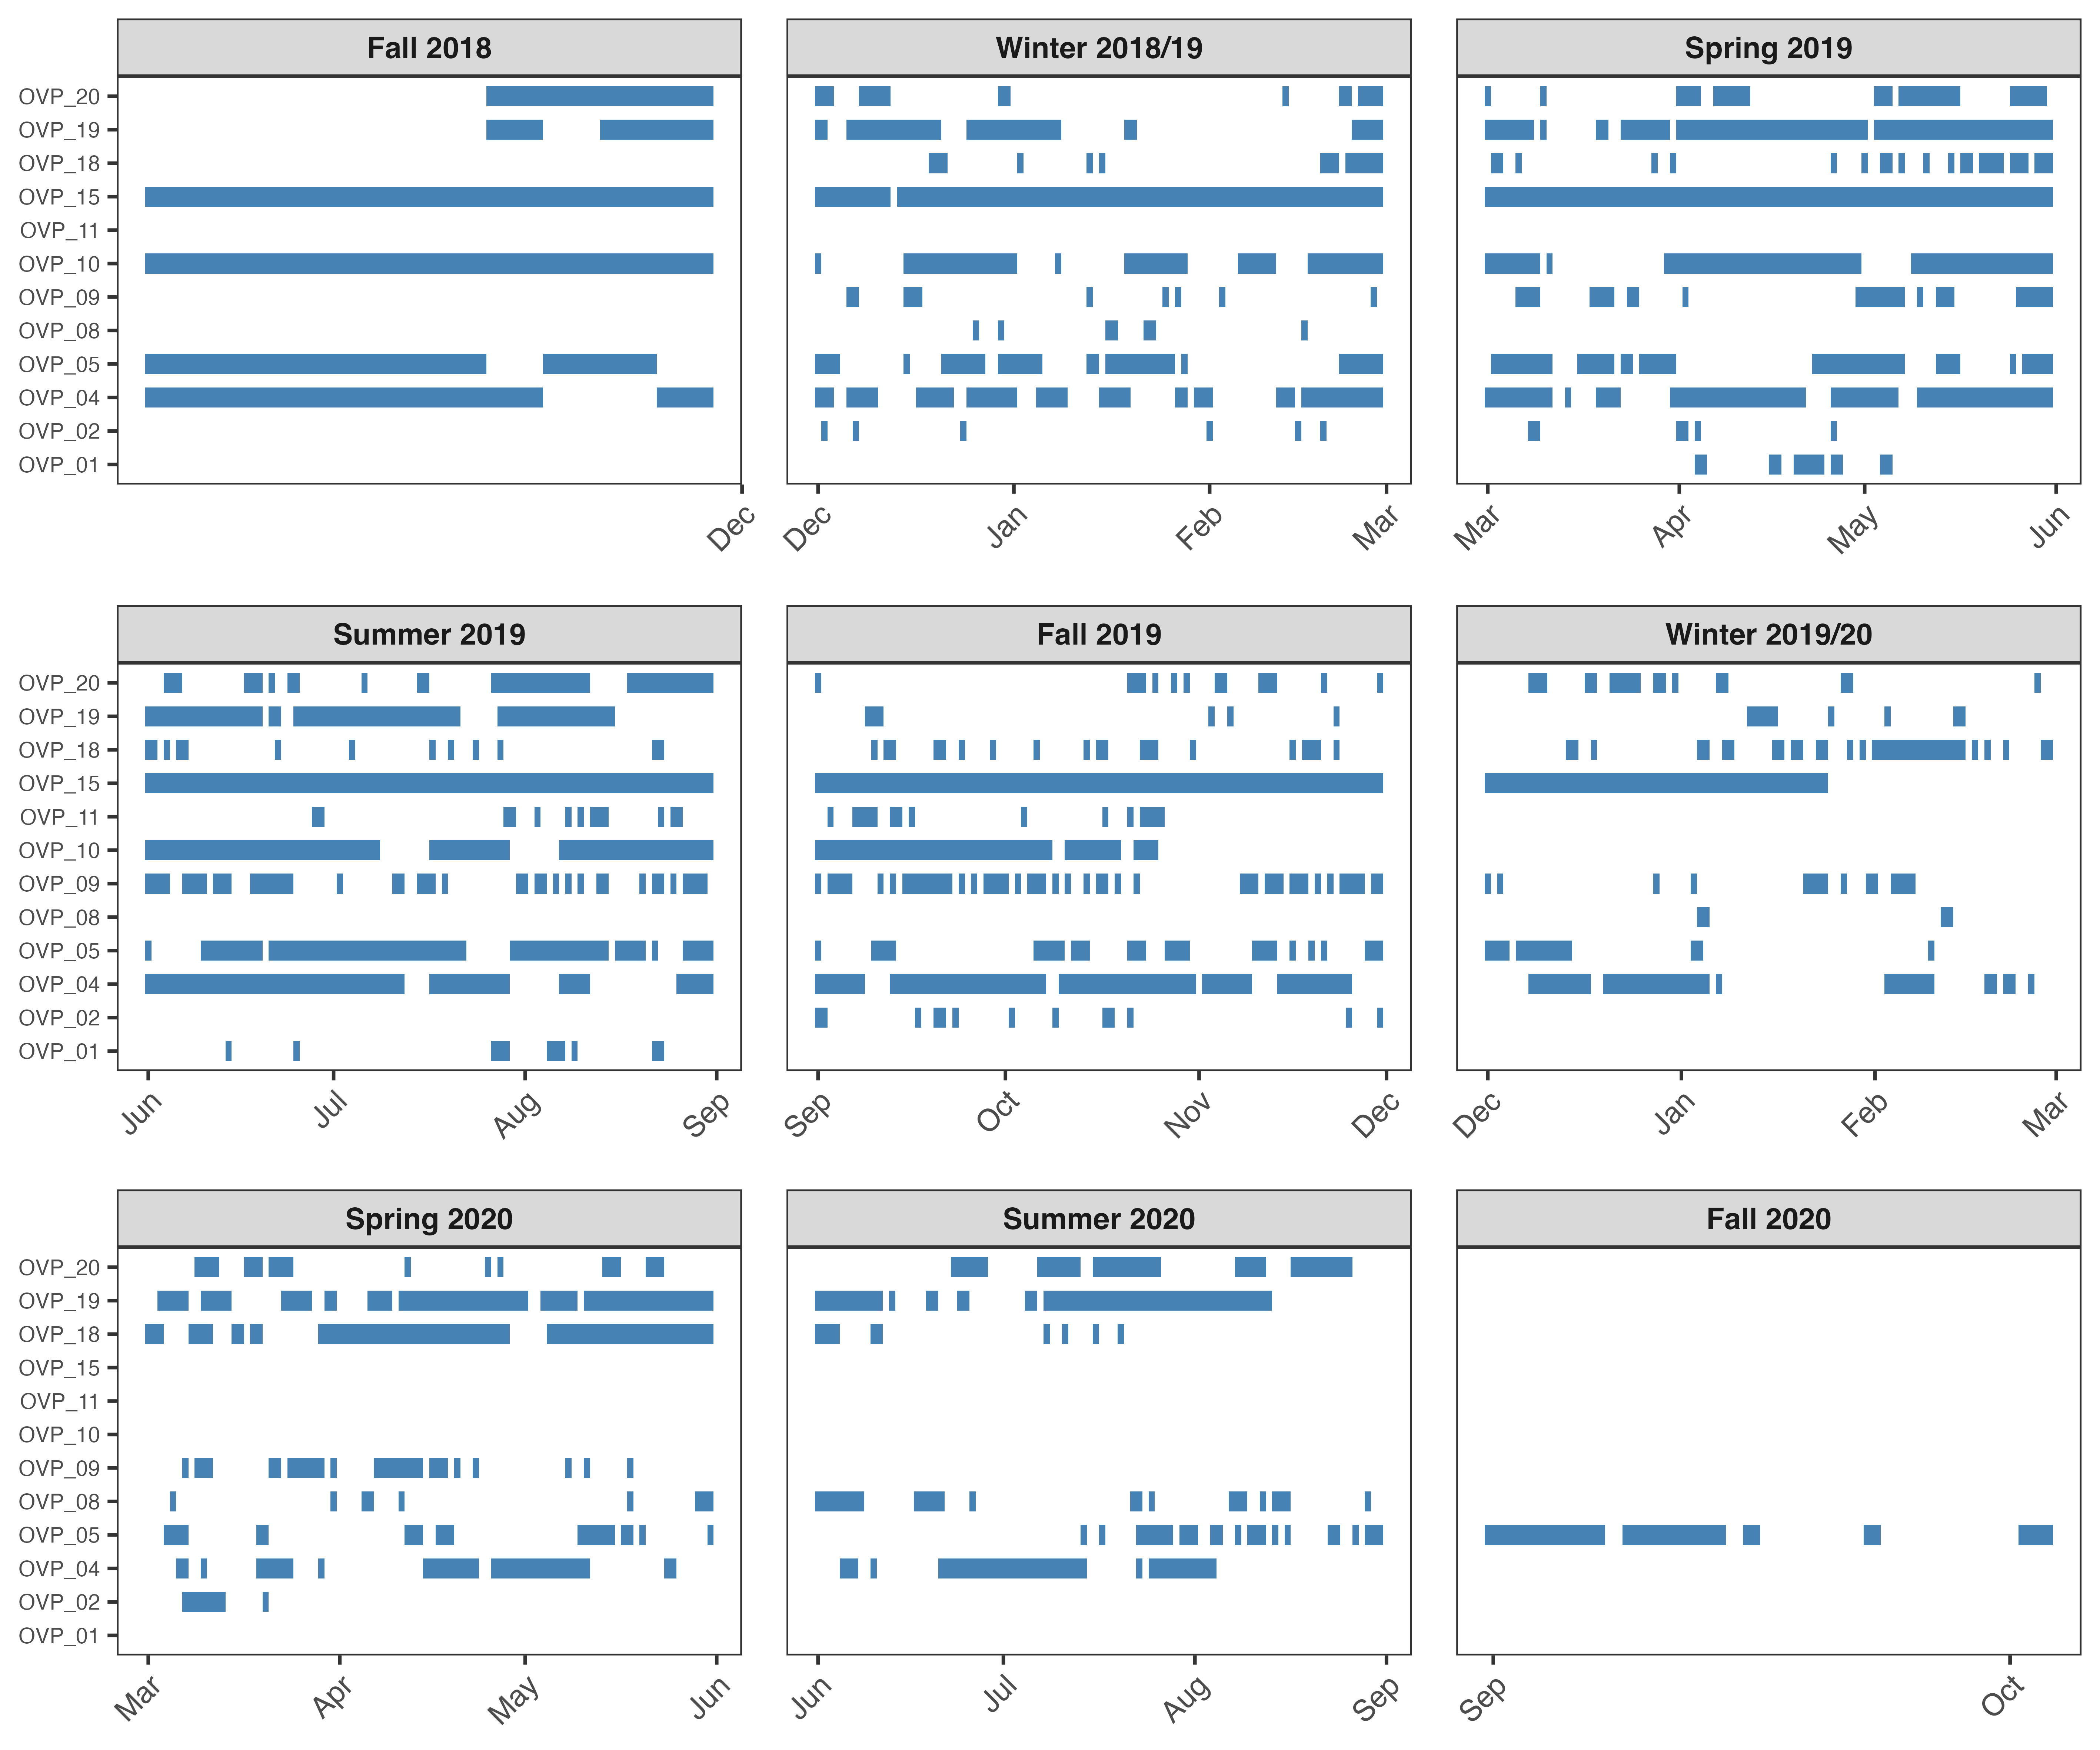 Fall 2018
Winter 2018/19
Spring 2019
OVP_20
OVP_19
OVP_18
OVP_15
OVP_11
OVP_10
OVP_09
OVP_08
OVP_05
OVP_04
OVP_02
OVP_01
Dec
Dec Jan Feb Mar
Mar Apr May Jun
Summer 2019
Fall 2019
Winter 2019/20
OVP_20
OVP_19
OVP_18
OVP_15
OVP_11
OVP_10
OVP_09
OVP_08
OVP_05
OVP_04
OVP_02
OVP_01
Jun Jul Aug Sep
Sep Oct Nov Dec
Dec Jan Feb Mar
Spring 2020
Summer 2020
Fall 2020
OVP_20
OVP_19
OVP_18
OVP_15
OVP_11
OVP_10
OVP_09
OVP_08
OVP_05
OVP_04
OVP_02
OVP_01
Mar Apr May Jun
Jun Jul Aug Sep
Sep Oct